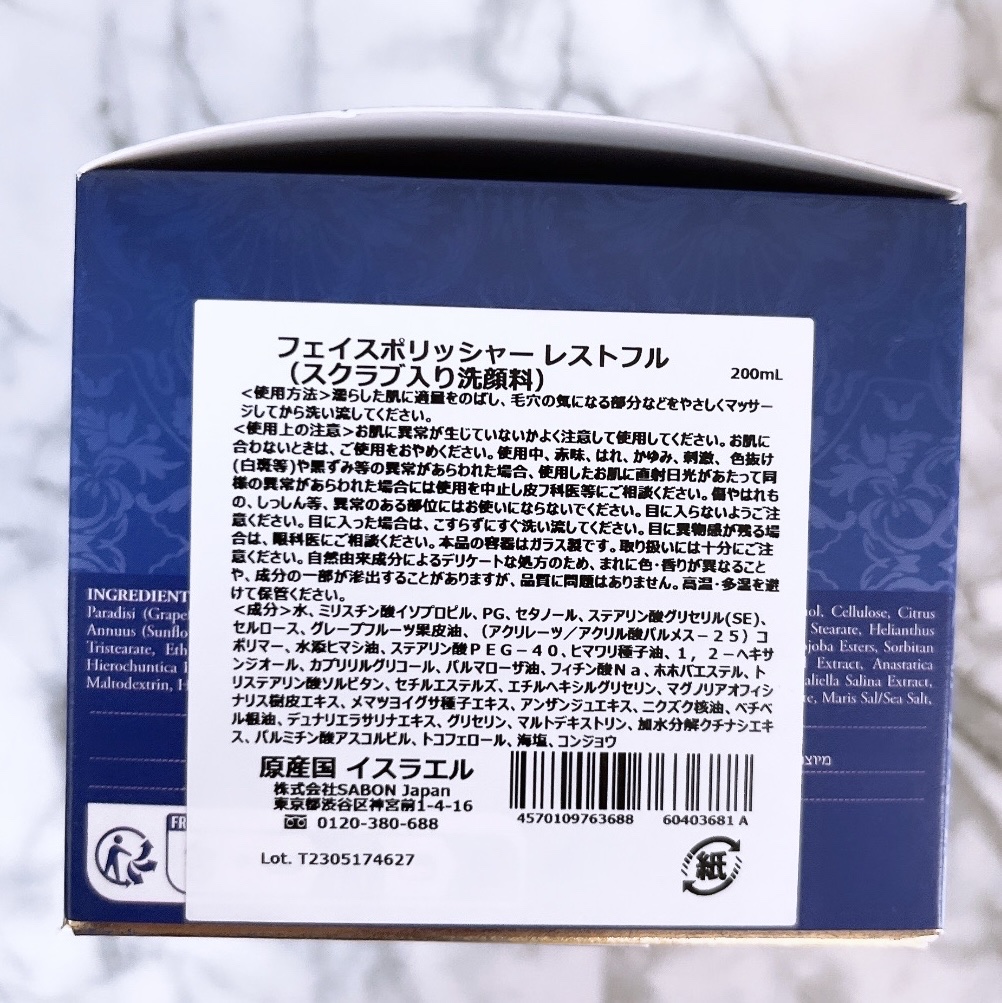 フェイスポリッシャー レストフル
（スクラブ入り洗顔料）
200mL
＜使用方法＞濡らした肌に適量をのばし、毛穴の気になる部分などをやさしくマッサー
ジしてから洗い流してください。
＜使用上の注意＞お肌に異常が生じていないかよく注意して使用してください。お肌に
合わないときは、ご使用をおやめください。使用中、赤味、はれ、かゆみ、刺激、色抜け
(白斑等)や黒ずみ等の異常があらわれた場合、使用したお肌に直射日光があたって同
様の異常があらわれた場合には使用を中止し皮フ科医等にご相談ください。傷やはれも
の、しっしん等、異常のある部位にはお使いにならないでください。目に入らないようご注
意ください。目に入った場合は、こすらずにすぐ洗い流してください。目に異物感が残る場
合は、眼科医にご相談ください。本品の容器はガラス製です。取り扱いには十分にご注
意ください。自然由来成分によるデリケートな処方のため、まれに色・香りが異なること
や、成分の一部が滲出することがありますが、品質に問題はありません。高温・多湿を避
けて保管ください。
＜成分＞水、ミリスチン酸イソプロピル、PG、セタノール、ステアリン酸グリセリル(SE)、
セルロース、グレープフルーツ果皮油、（アクリレーツ／アクリル酸パルメス－２５）コ
ポリマー、水添ヒマシ油、ステアリン酸ＰＥＧ－４０、ヒマワリ種子油、１，２－ヘキサ
ンジオール、カプリリルグリコール、パルマローザ油、フィチン酸Ｎａ、ホホバエステル、ト
リステアリン酸ソルビタン、セチルエステルズ、エチルヘキシルグリセリン、マグノリアオフィシ
ナリス樹皮エキス、メマツヨイグサ種子エキス、アンザンジュエキス、ニクズク核油、ベチベ
ル根油、デュナリエラサリナエキス、グリセリン、マルトデキストリン、加水分解クチナシエキ
ス、パルミチン酸アスコルビル、トコフェロール、海塩、コンジョウ
原産国 イスラエル
株式会社SABON Japan
東京都渋谷区神宮前1-4-16
0120-380-688
4570109763688 60403681 A
Lot. T2305174627
紙
INGREDIENT
Paradisi (Grape
Annuus (Sunflo
Tristearate, Eth
Hierochuntica
Maltodextrin, H
ol, Cellulose, Citrus
Stearate, Helianthus
joba Esters, Sorbitan
Extract, Anastatica
aliella Salina Extract,
Maris Sal/Sea Salt,
מיוצ
FR